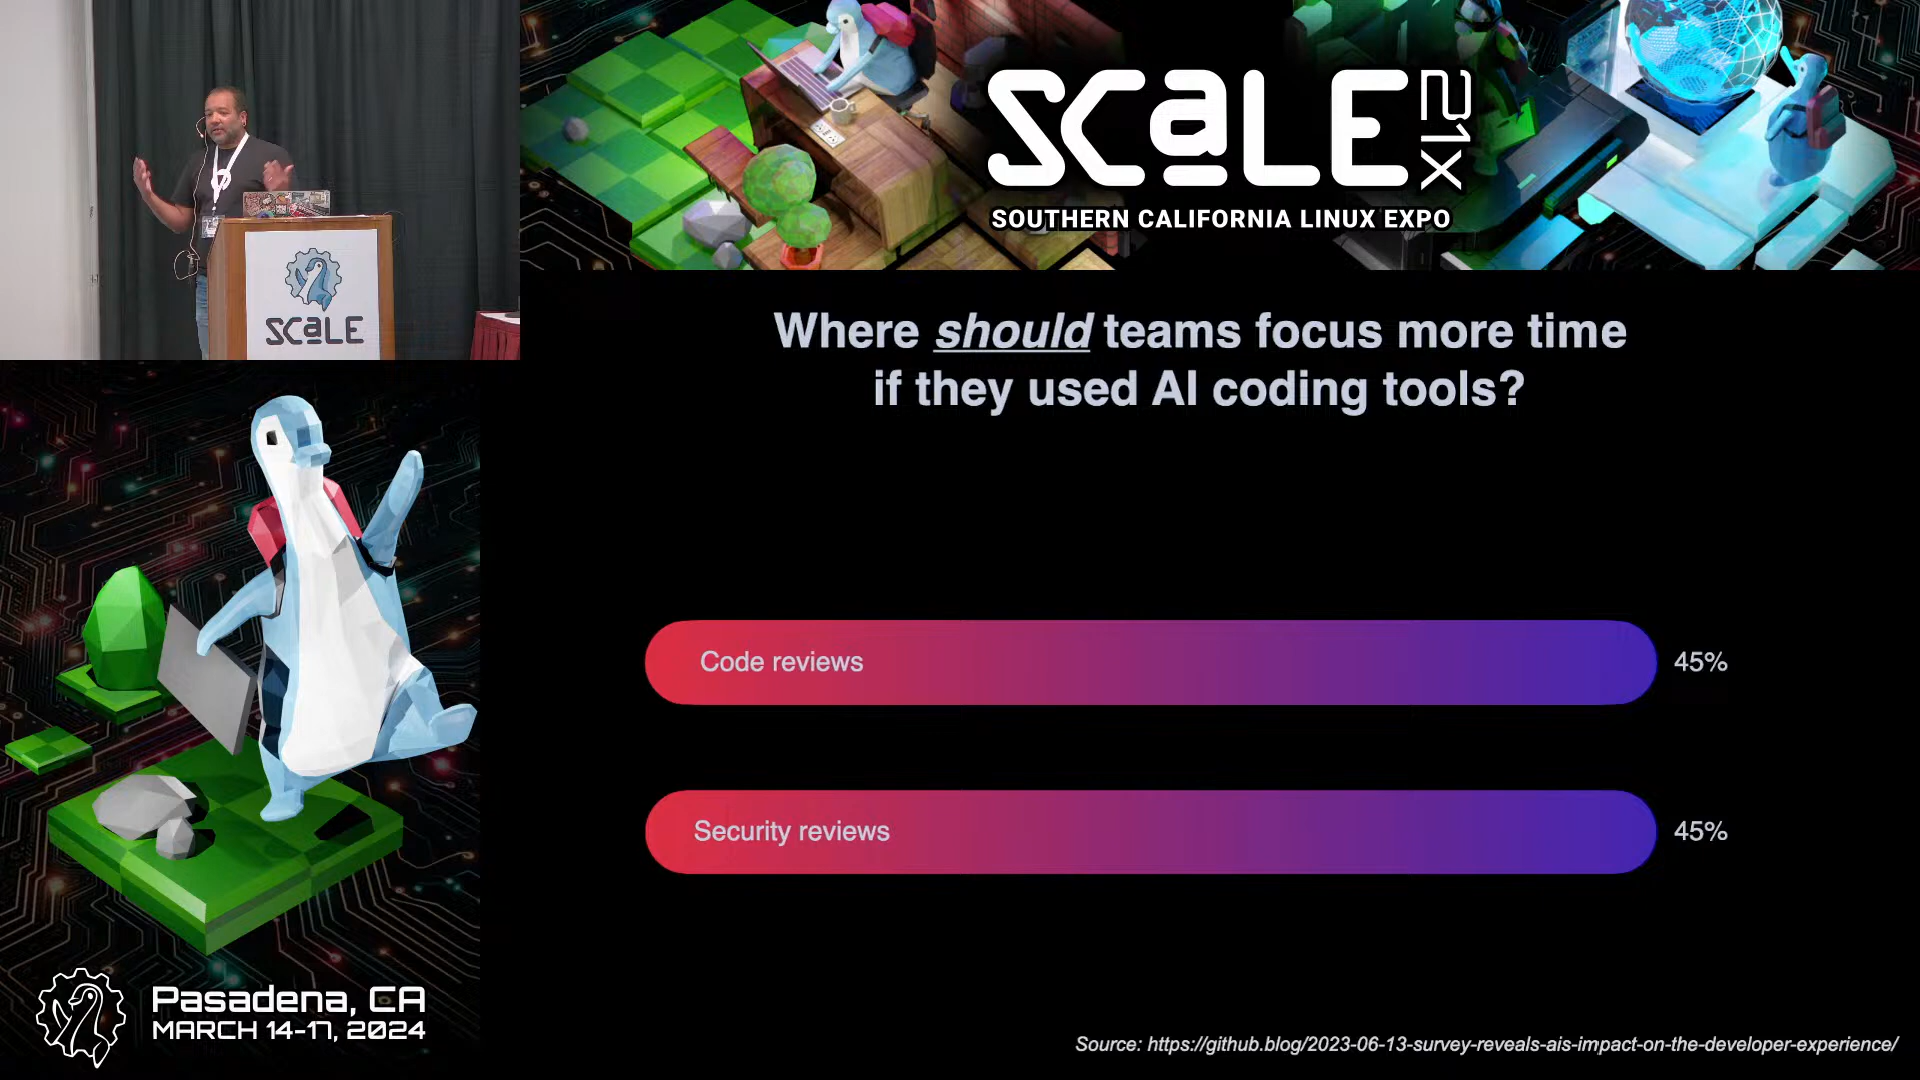 SCaLE 21X
SOUTHERN CALIFORNIA LINUX EXPO
SCaLE
Where should teams focus more time
if they used AI coding tools?
Code reviews 45%
Security reviews 45%
Pasadena, CA
MARCH 14-17, 2024
Source: https://github.blog/2023-06-13-survey-reveals-ais-impact-on-the-developer-experience/